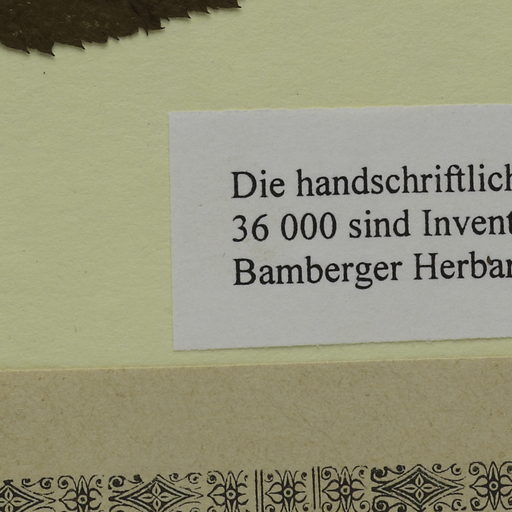 Die handschriftlich
36 000 sind Invent
Bamberger Herbar